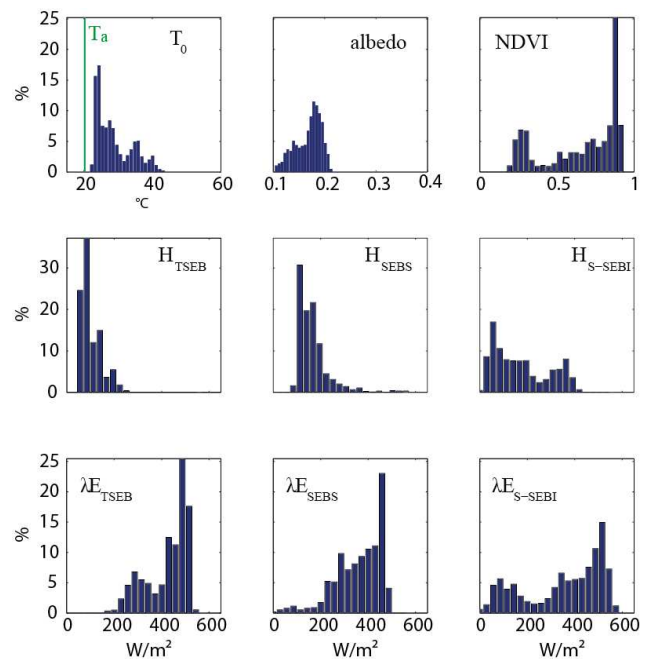 25 20 15 10 5 0
%
Ta
T0
20 40 60
°C
albedo
0.1 0.2 0.3 0.4
NDVI
0 0.5 1
30 20 10 0
%
HTSEB
HSEBS
HS−SEBI
25 20 15 10 5 0
%
λETSEB
0 200 400 600
W/m²
λESEBS
0 200 400 600
W/m²
λES−SEBI
0 200 400 600
W/m²